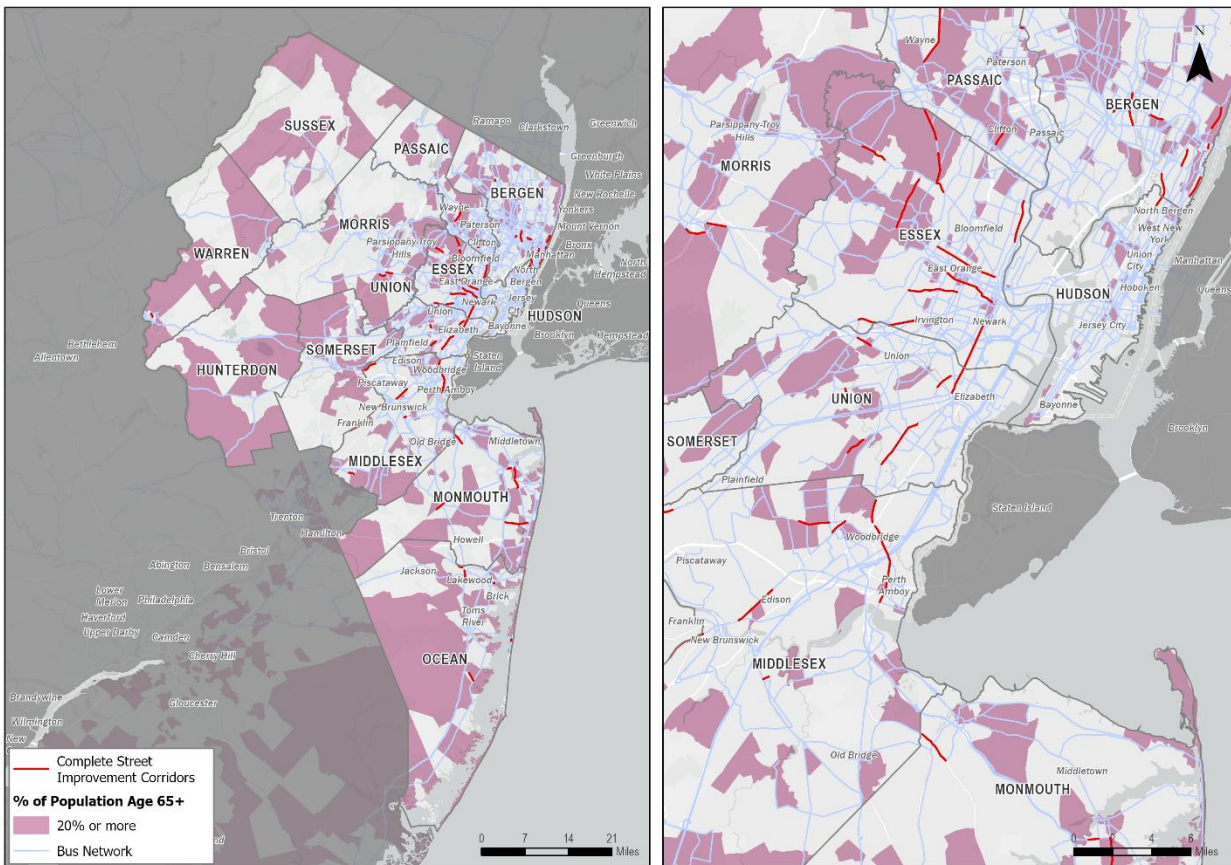 Ramapo
Clarkstown
Greenwich
SUSSEX
PASSAIC
Greenburgh
White Plains
BERGEN
New Rochelle
Yonkers
Wayne
MORRIS
Paterson
Mount Vernon
Parsippany-Troy
Hills
Clifton
Bronx
WARREN
Bloomfield
Manhattan
North
Hempstead
ESSEX
East Orange
North
Bergen
UNION
Newark
Jersey
City
Queens
HUDSON
Union
Elizabeth
Bayonne
Brooklyn
Hempstead
Bethlehem
Allentown
SOMERSET
Plainfield
Edison
Staten
Island
HUNTERDON
Woodbridge
Piscataway
Perth Amboy
New Brunswick
Franklin
Old Bridge
Middletown
MIDDLESEX
MONMOUTH
Trenton
Hamilton
Howell
Bristol
Abington
Bensalem
Jackson
Lakewood
Lower
Merion
Philadelphia
Brick
Haverford
Toms
River
Upper Darby
Camden
Cherry Hill
OCEAN
Brandywine
Gloucester
Wilmington
New
Complete Street
Improvement Corridors
% of Population Age 65+
20% or more
Bus Network
0 7 14 21
Miles
N
Wayne
Paterson
PASSAIC
BERGEN
Parsippany-Troy
Hills
Clifton
Passaic
MORRIS
North Bergen
West New
York
ESSEX
Bloomfield
Union
City
Manhattan
East Orange
HUDSON
Hoboken
Queens
Irvington
Newark
Jersey City
Union
UNION
Elizabeth
Bayonne
Brooklyn
SOMERSET
Plainfield
Staten Island
Woodbridge
Piscataway
Perth
Amboy
Edison
Franklin
New Brunswick
MIDDLESEX
Old Bridge
Middletown
MONMOUTH
0 2 4 6
Miles